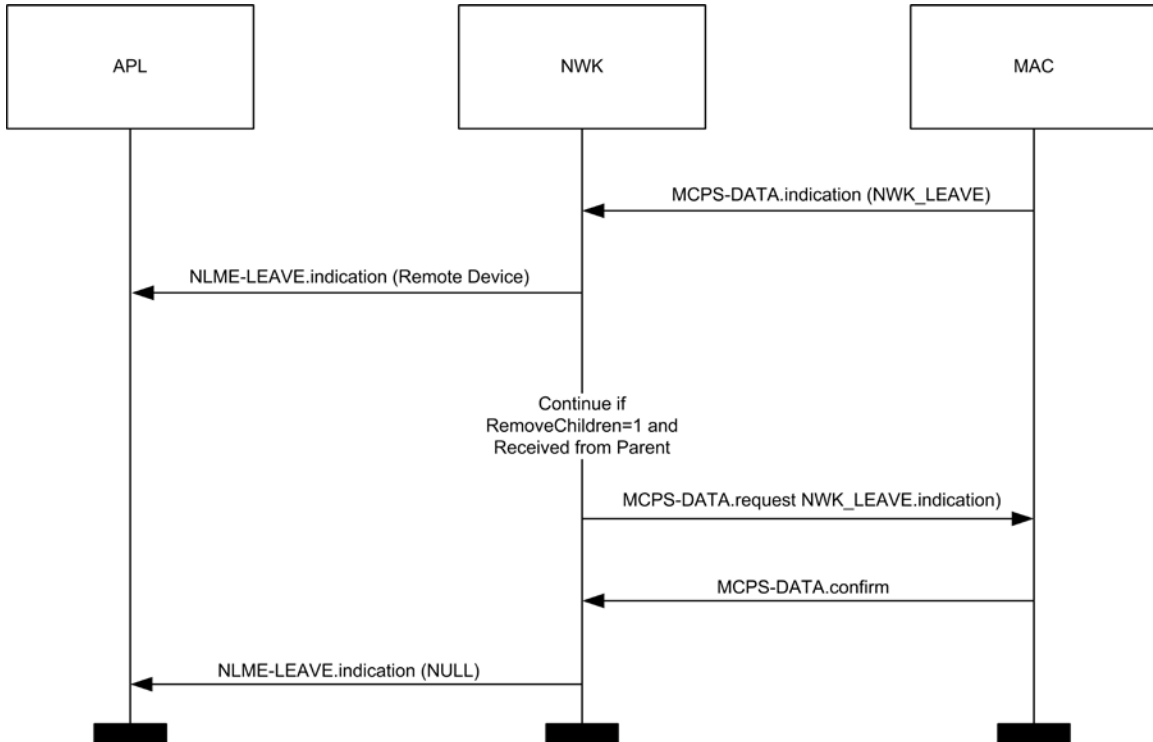 APL
NWK
MAC
MCPS-DATA.indication (NWK_LEAVE)
NLME-LEAVE.indication (Remote Device)
Continue if
RemoveChildren=1 and
Received from Parent
MCPS-DATA.request NWK_LEAVE.indication)
MCPS-DATA.confirm
NLME-LEAVE.indication (NULL)